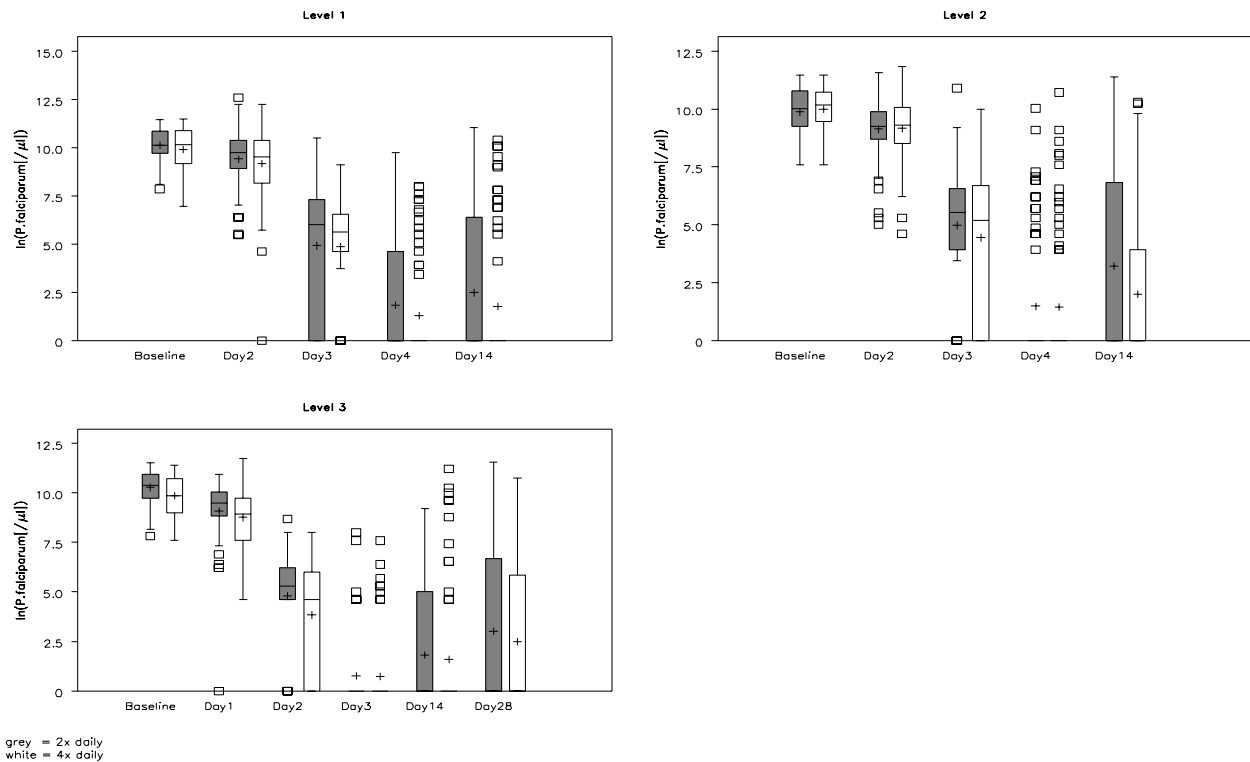 Level 1
15.0
12.5
10.0
7.5
5.0
2.5
0
ln(P.falciparum[/μl])
Baseline Day2 Day3 Day4 Day14
Level 2
12.5
10.0
7.5
5.0
2.5
0
ln(P.falciparum[/μl])
Baseline Day2 Day3 Day4 Day14
Level 3
12.5
10.0
7.5
5.0
2.5
0
ln(P.falciparum[/μl])
Baseline Day1 Day2 Day3 Day14 Day28
grey = 2x daily
white = 4x daily